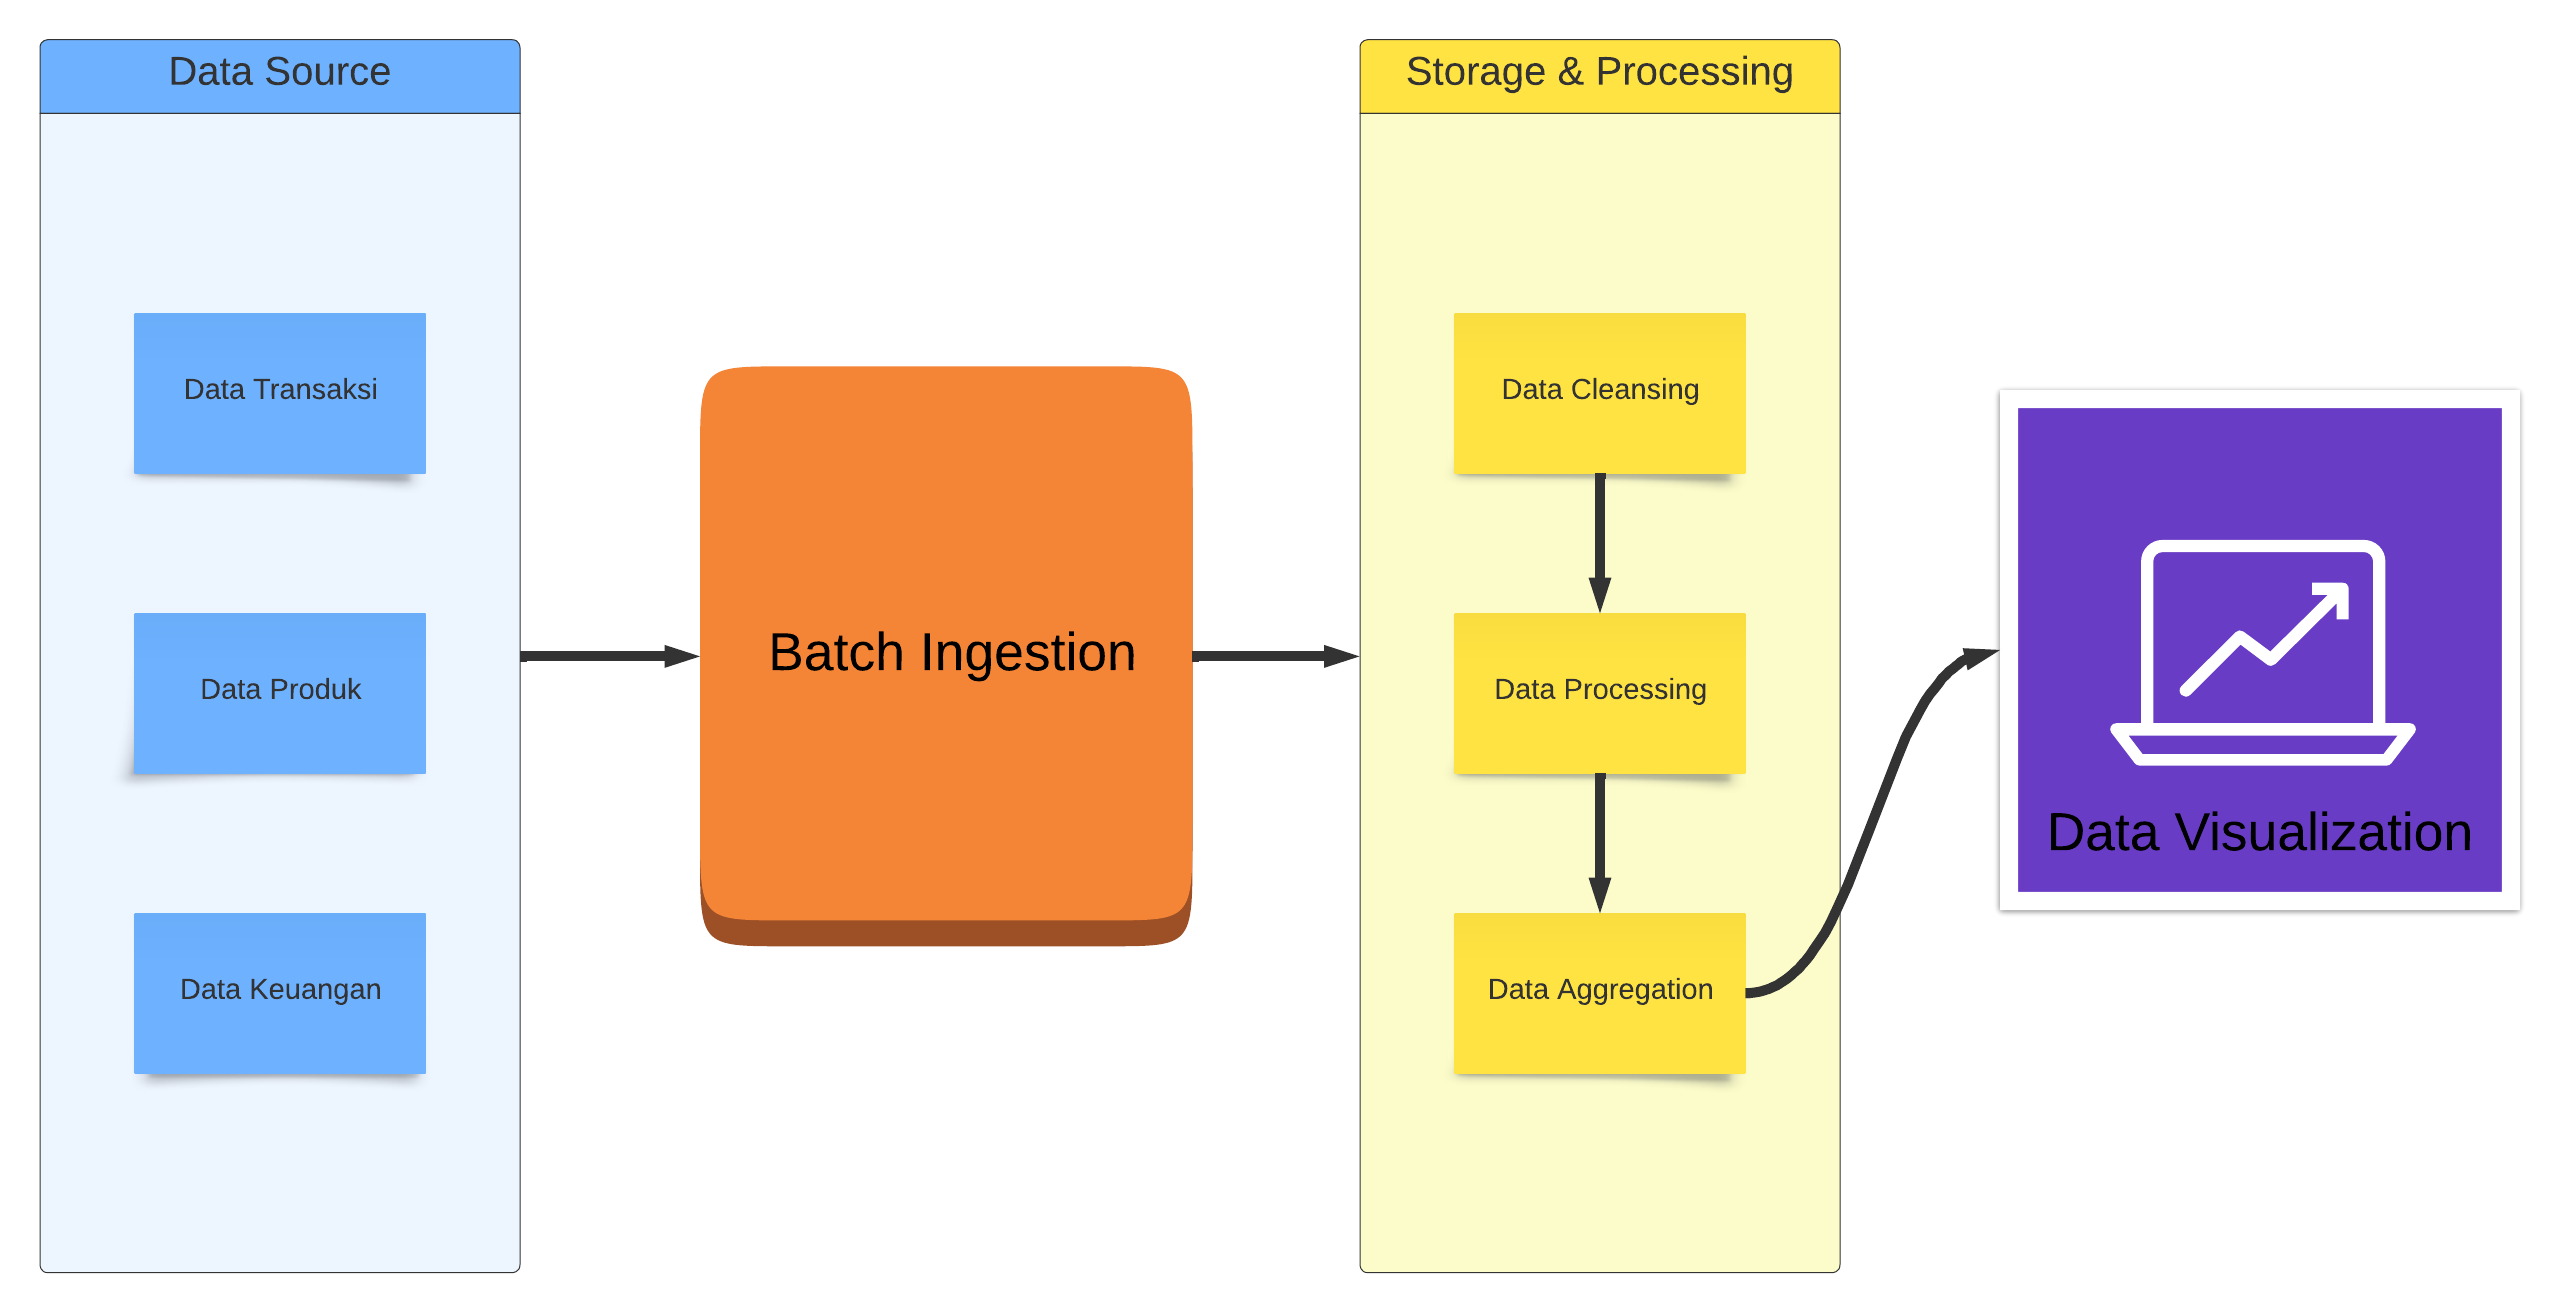 Data Source
Data Transaksi
Data Produk
Data Keuangan
Batch Ingestion
Storage & Processing
Data Cleansing
Data Processing
Data Aggregation
Data Visualization